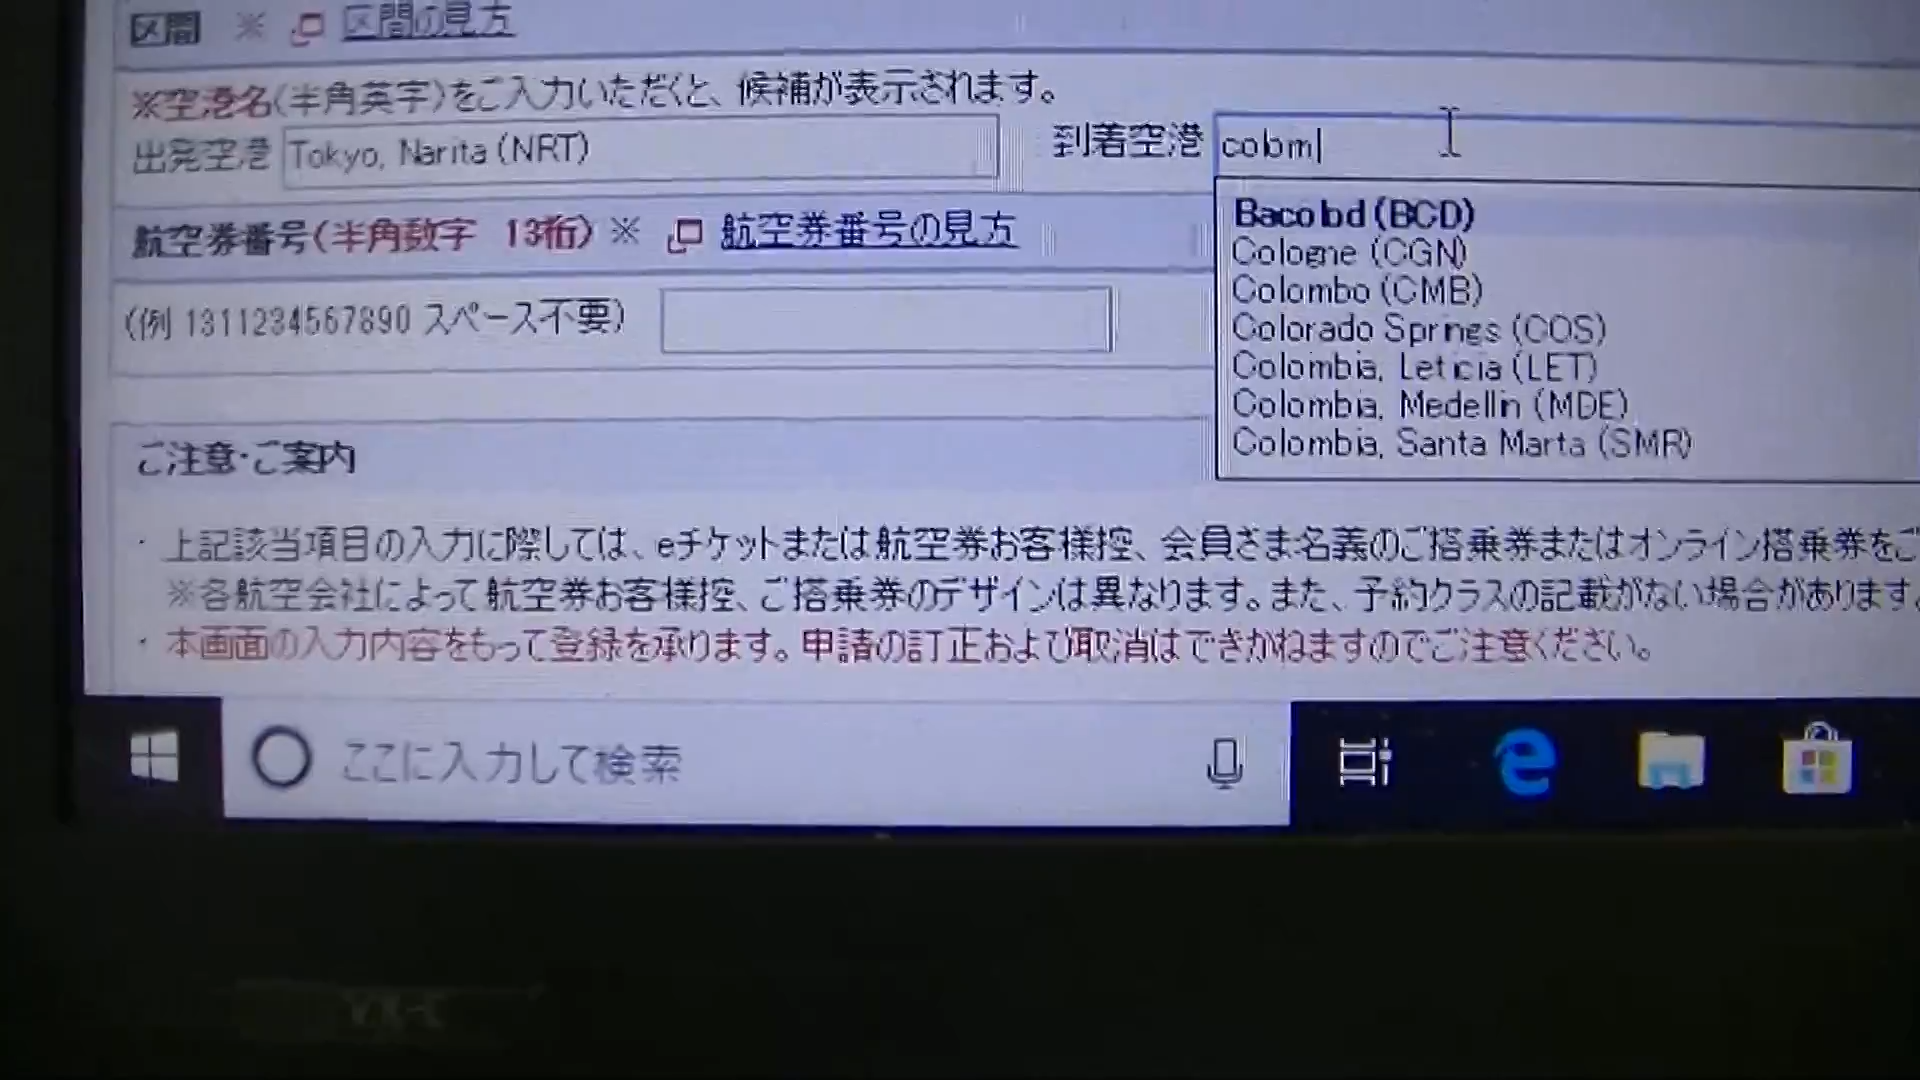 区間 ※ 区間の見方
※空港名(半角英字)をご入力いただくと、候補が表示されます。
出発空港 Tokyo, Narita (NRT) 到着空港 colom
航空券番号(半角数字 13桁) ※ 航空券番号の見方
(例 1311234567890 スペース不要)
Bacolod (BCD)
Cologne (CGN)
Colombo (CMB)
Colorado Springs (COS)
Colombia, Leticia (LET)
Colombia, Medellin (MDE)
Colombia, Santa Marta (SMR)
ご注意・ご案内
・上記該当項目の入力に際しては、eチケットまたは航空券お客様控、会員さま名義のご搭乗券またはオンライン搭乗券をご
※各航空会社によって航空券お客様控、ご搭乗券のデザインは異なります。また、予約クラスの記載がない場合があります。
・本画面の入力内容をもって登録を承ります。申請の訂正および取消はできかねますのでご注意ください。
ここに入力して検索